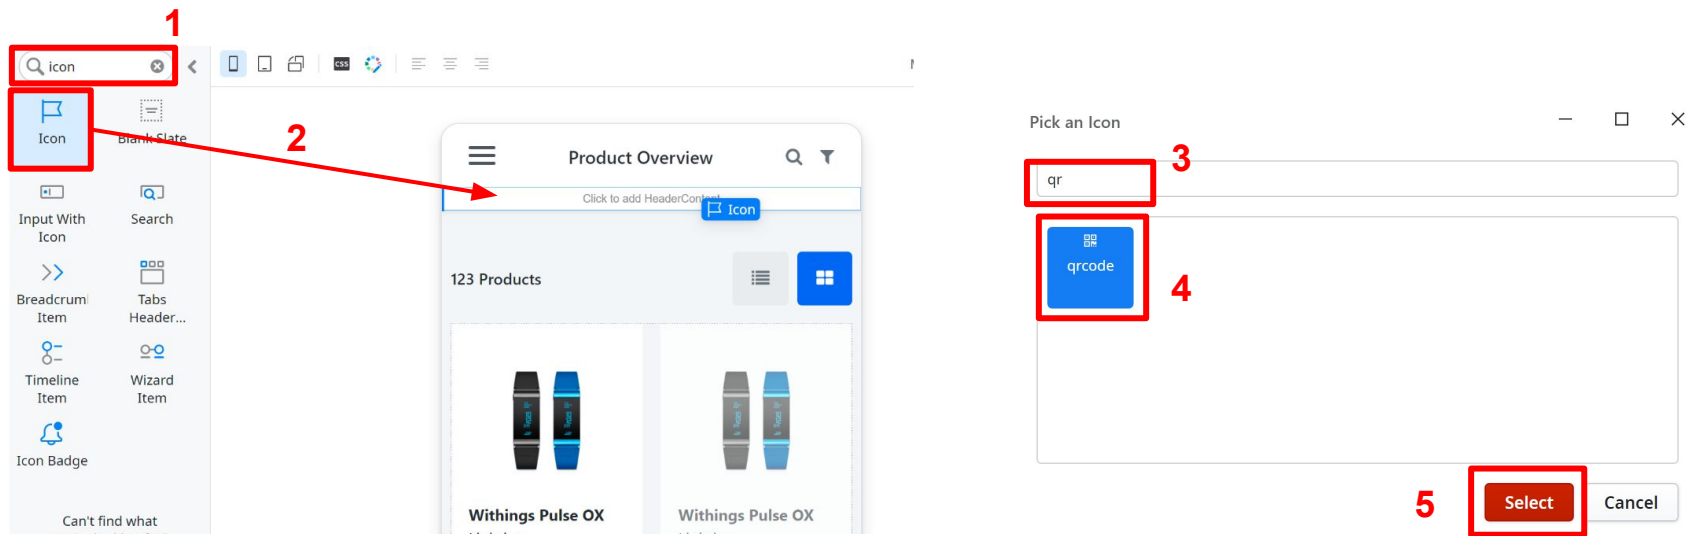 1
icon
css
Icon
Blank Slate
Input With
Icon
Search
Breadcrum
Item
Tabs
Header...
Timeline
Item
Wizard
Item
Icon Badge
Can't find what
2
Product Overview
Click to add HeaderContent
Icon
123 Products
Withings Pulse OX
Withings Pulse OX
Pick an Icon
3
qr
qrcode
4
5
Select
Cancel